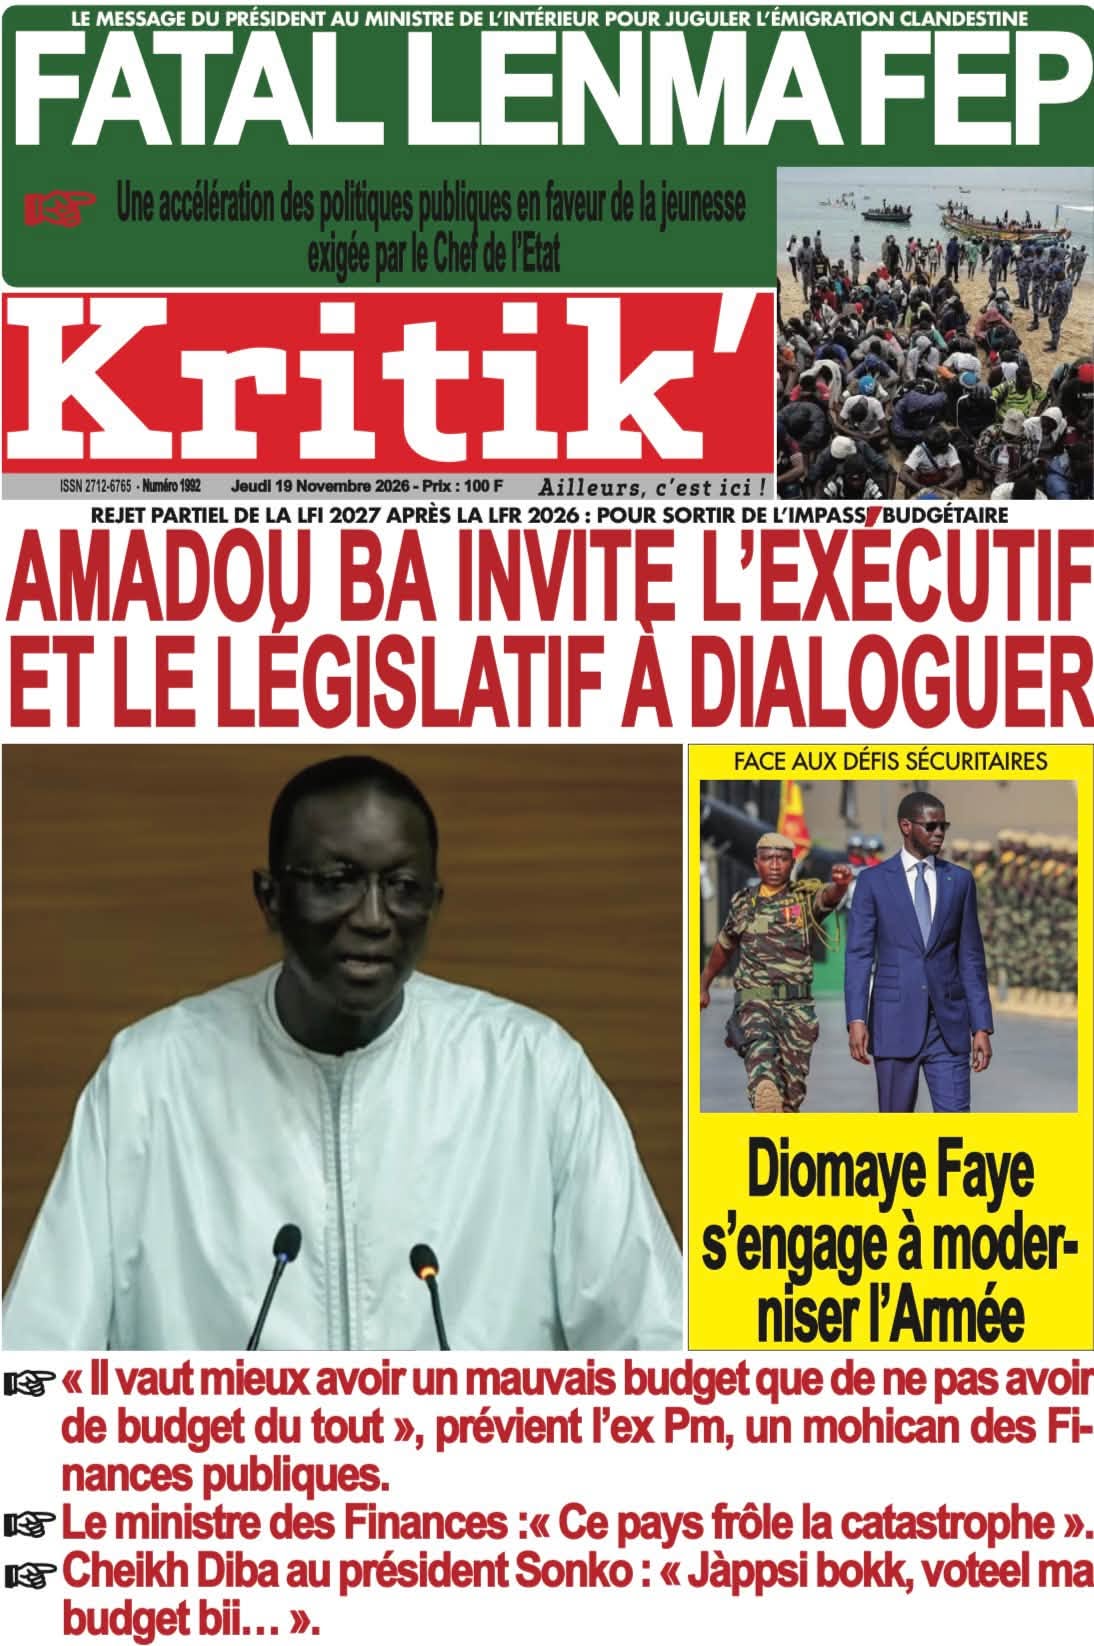 LE MESSAGE DU PRÉSIDENT AU MINISTRE DE L'INTÉRIEUR POUR JUGULER L'ÉMIGRATION CLANDESTINE
FATAL LENMA FEP
Une accélération des politiques publiques en faveur de la jeunesse
exigée par le Chef de l'Etat
Kritik'
ISSN 2712-6765 - Numéro 1992 Jeudi 19 Novembre 2026 - Prix : 100 F Ailleurs, c'est ici !
REJET PARTIEL DE LA LFI 2027 APRÈS LA LFR 2026 : POUR SORTIR DE L'IMPASS BUDGÉTAIRE
AMADOU BA INVITE L'EXÉCUTIF
ET LE LÉGISLATIF À DIALOGUER
FACE AUX DÉFIS SÉCURITAIRES
Diomaye Faye
s'engage à moder-
niser l'Armée
« Il vaut mieux avoir un mauvais budget que de ne pas avoir
de budget du tout », prévient l'ex Pm, un mohican des Fi-
nances publiques.
Le ministre des Finances :« Ce pays frôle la catastrophe ».
Cheikh Diba au président Sonko : « Jàppsi bokk, voteel ma
budget bii... ».